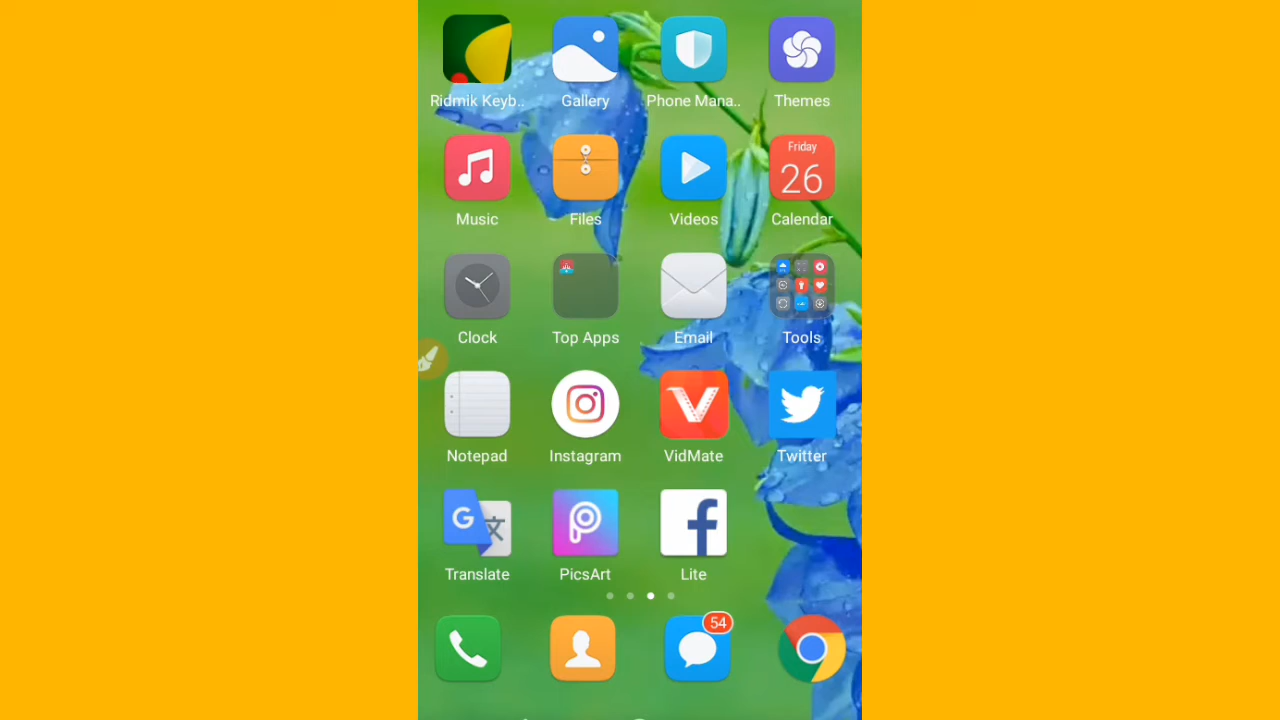 Ridmik Keyb.. Gallery Phone Mana.. Themes
Friday
26
Music Files Videos Calendar
Clock Top Apps Email Tools
Notepad Instagram VidMate Twitter
G 文
Translate PicsArt Lite
54